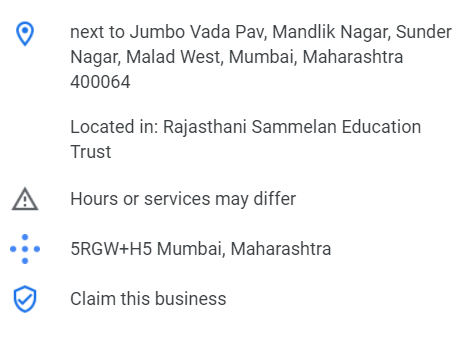 next to Jumbo Vada Pav, Mandlik Nagar, Sunder
Nagar, Malad West, Mumbai, Maharashtra
400064
Located in: Rajasthani Sammelan Education
Trust
Hours or services may differ
5RGW+H5 Mumbai, Maharashtra
Claim this business